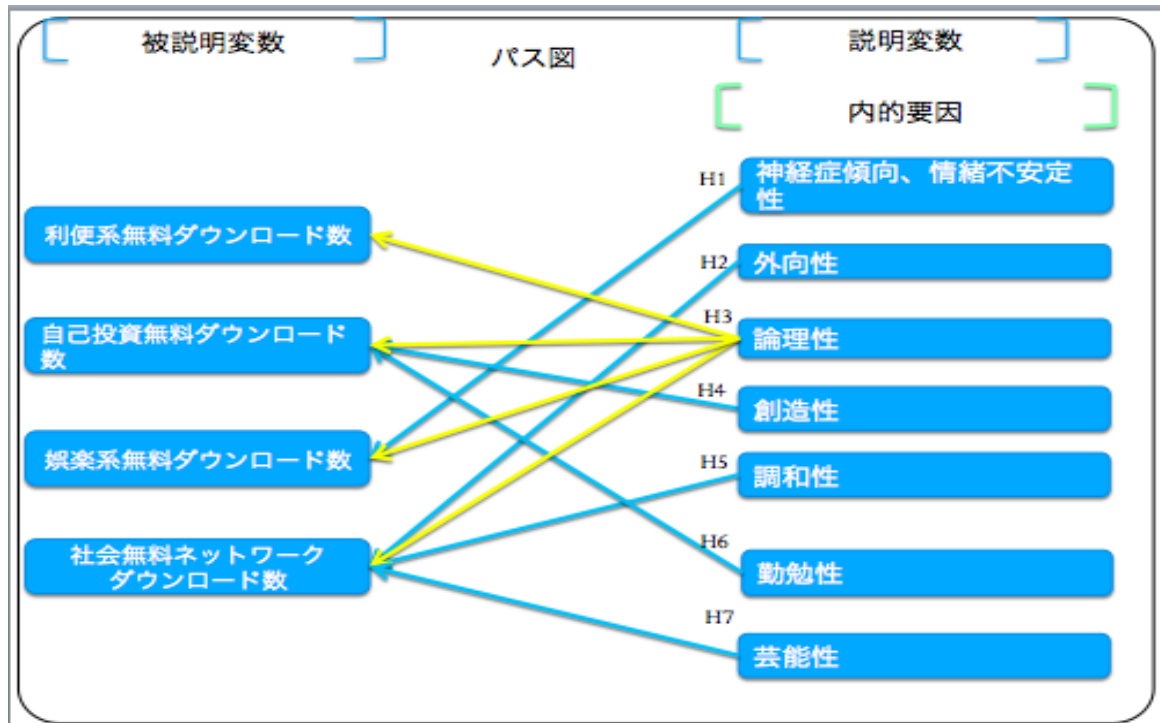 被説明変数
パス図
説明変数
内的要因
H1
神経症傾向、情緒不安定
性
利便系無料ダウンロード数
H2
外向性
自己投資無料ダウンロード
数
H3
論理性
H4
創造性
娯楽系無料ダウンロード数
H5
調和性
社会無料ネットワーク
ダウンロード数
H6
勤勉性
H7
芸能性